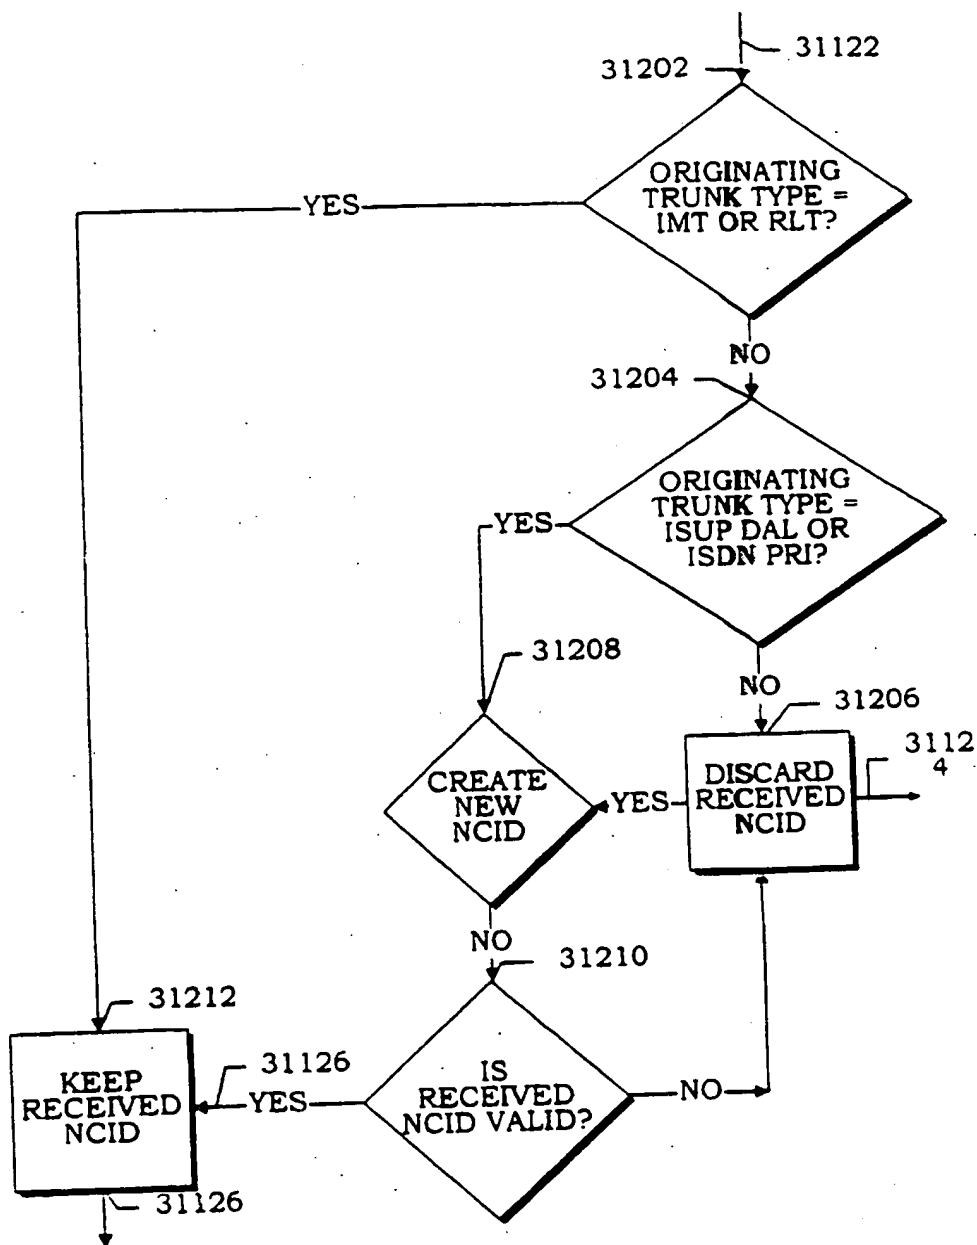 31122
31202
ORIGINATING
TRUNK TYPE =
IMT OR RLT?
YES
NO
31204
ORIGINATING
TRUNK TYPE =
ISUP DAL OR
ISDN PRI?
YES
NO
31208
31206
CREATE
NEW
NCID
YES
DISCARD
RECEIVED
NCID
3112
4
NO
31210
31212
KEEP
RECEIVED
NCID
31126
YES
IS
RECEIVED
NCID VALID?
NO
31126